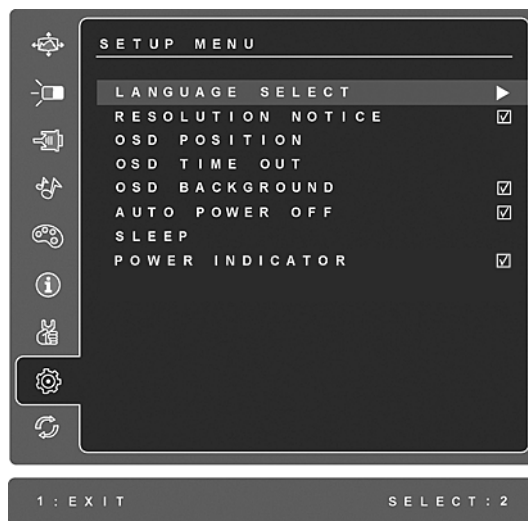 SETUP MENU
LANGUAGE SELECT
RESOLUTION NOTICE
OSD POSITION
OSD TIME OUT
OSD BACKGROUND
AUTO POWER OFF
SLEEP
POWER INDICATOR
1:EXIT SELECT:2